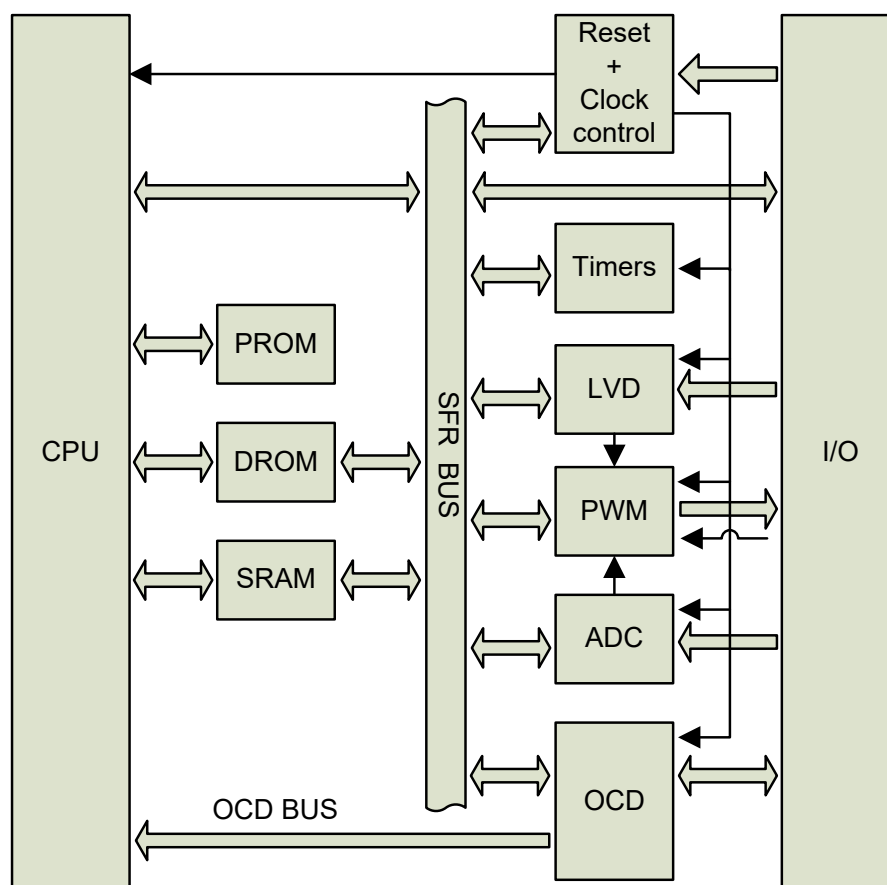 Reset
+
Clock
control
Timers
PROM
LVD
SFR BUS
CPU
DROM
I/O
PWM
SRAM
ADC
OCD
OCD BUS